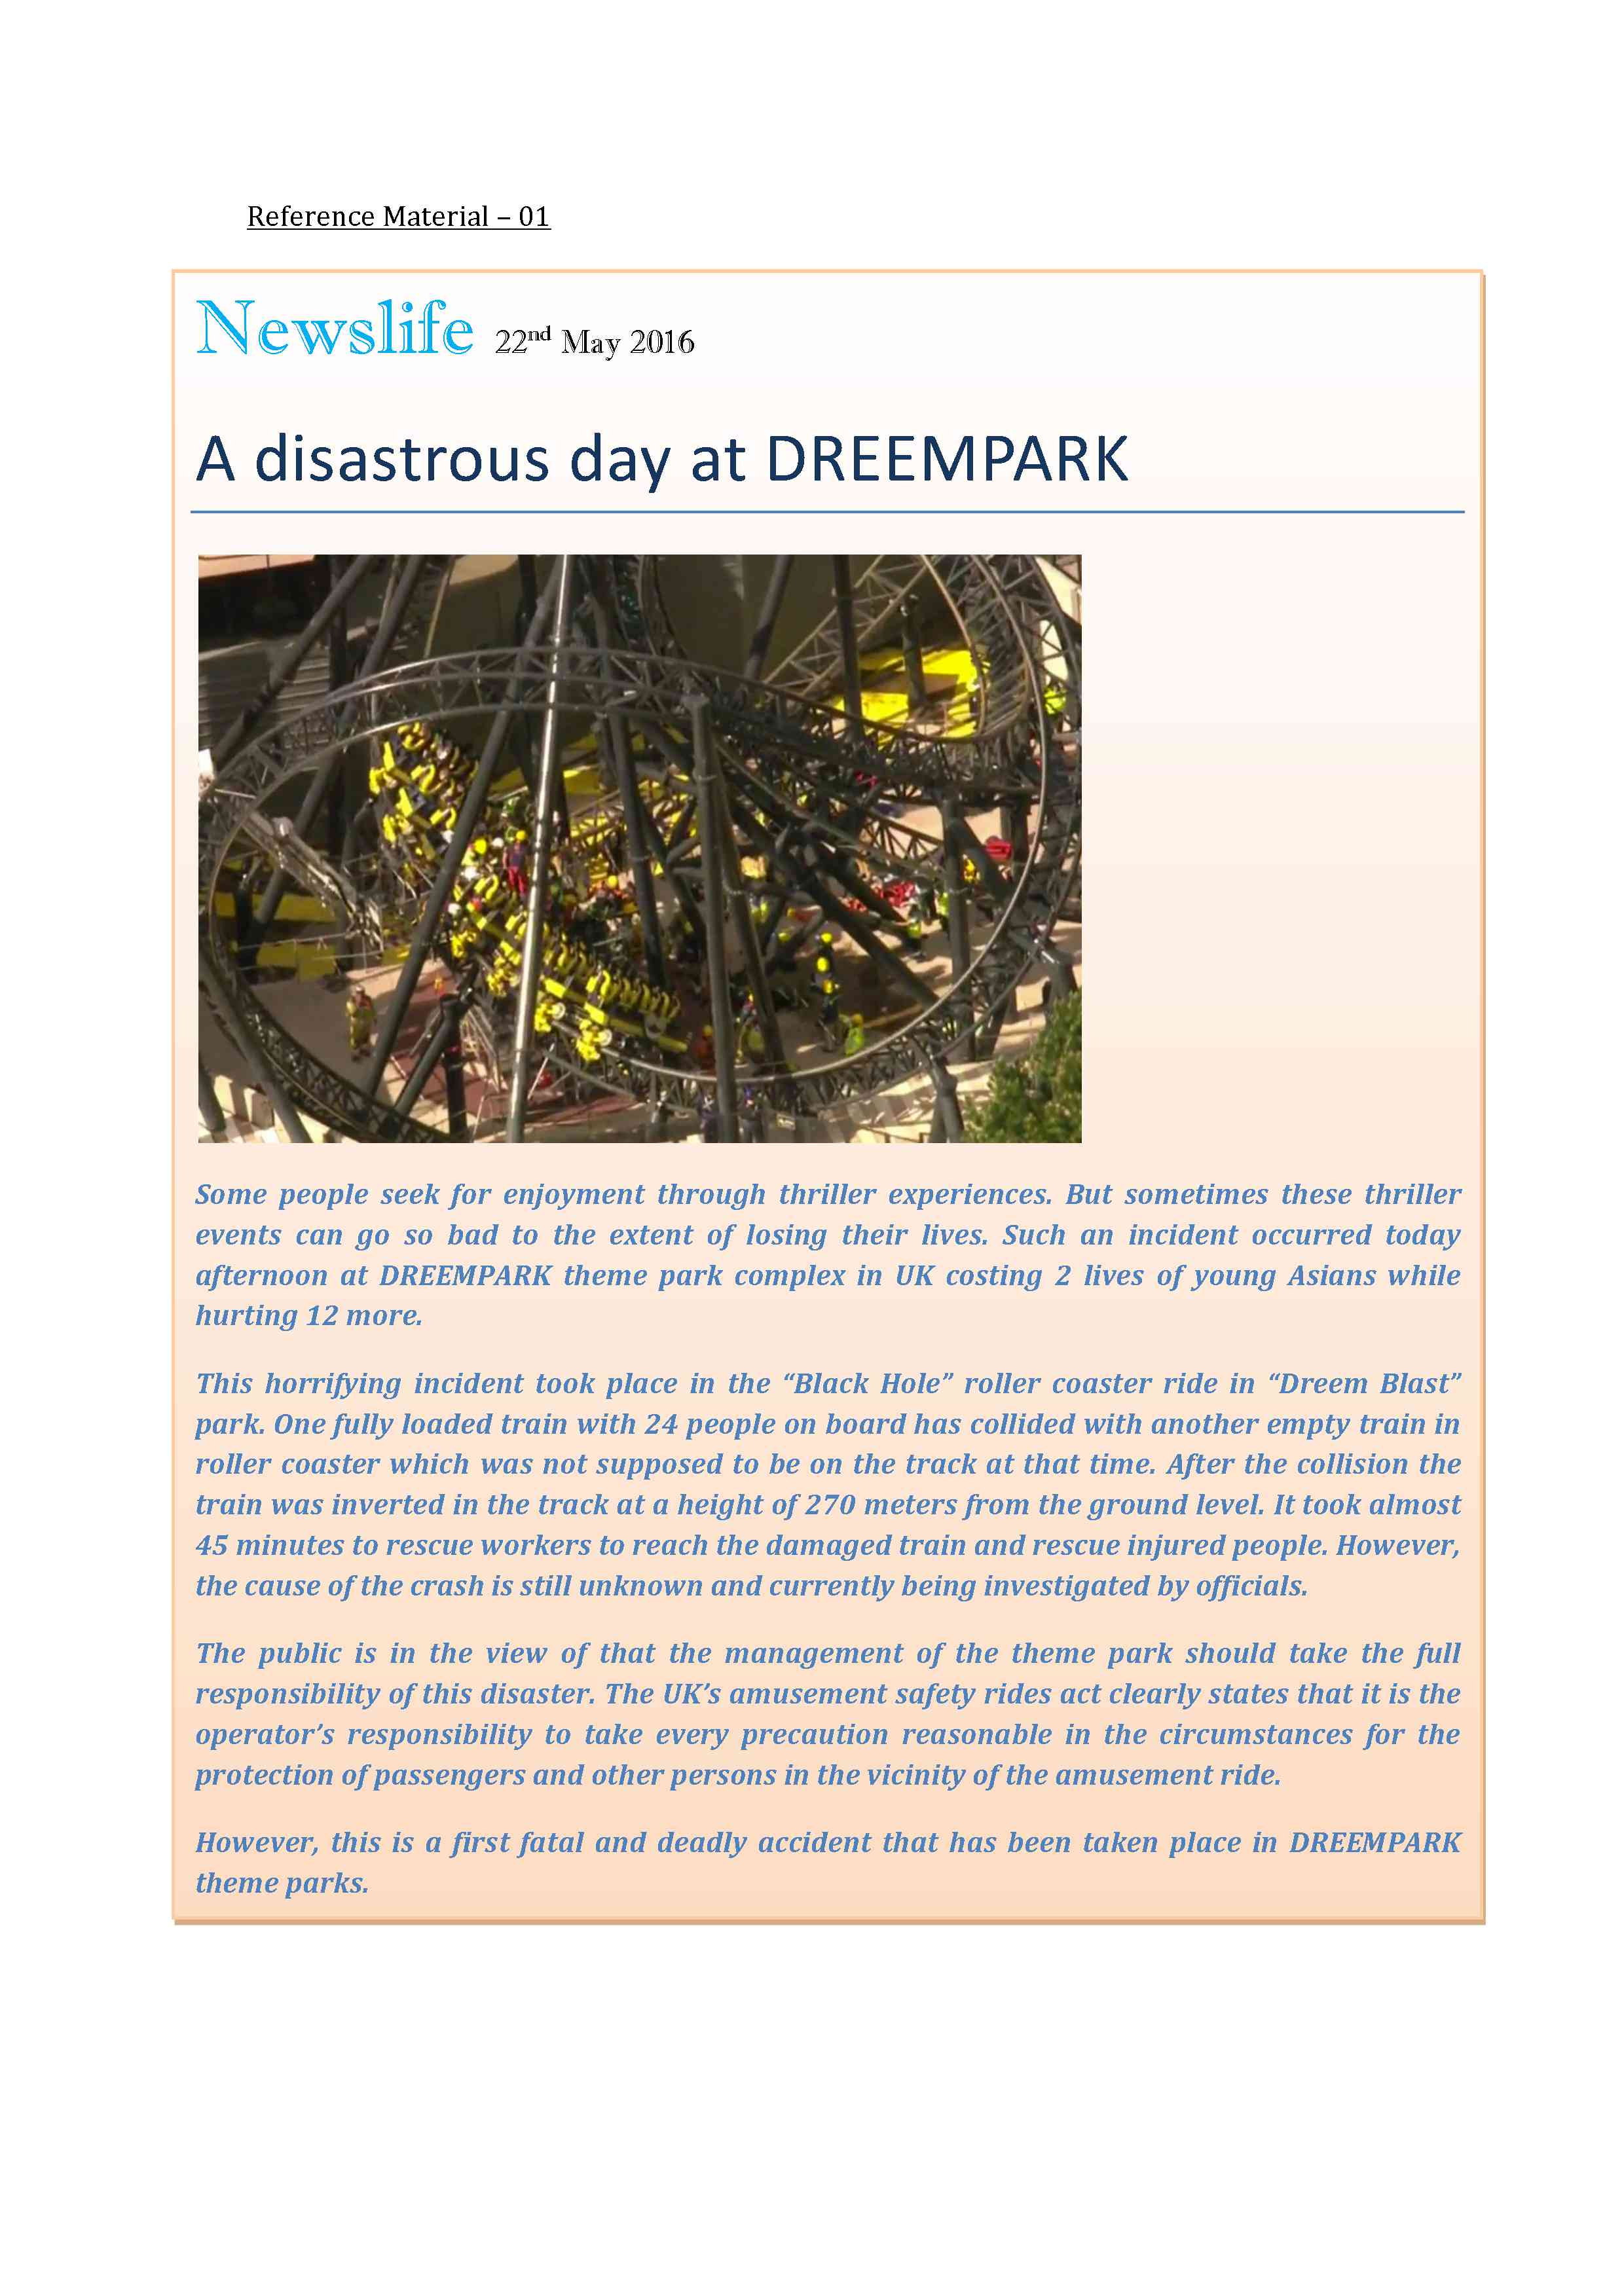 Reference Material – 01
Newslife 22nd May 2016
A disastrous day at DREEMPARK
Some people seek for enjoyment through thriller experiences. But sometimes these thriller
events can go so bad to the extent of losing their lives. Such an incident occurred today
afternoon at DREEMPARK theme park complex in UK costing 2 lives of young Asians while
hurting 12 more.
This horrifying incident took place in the “Black Hole” roller coaster ride in “Dreem Blast”
park. One fully loaded train with 24 people on board has collided with another empty train in
roller coaster which was not supposed to be on the track at that time. After the collision the
train was inverted in the track at a height of 270 meters from the ground level. It took almost
45 minutes to rescue workers to reach the damaged train and rescue injured people. However,
the cause of the crash is still unknown and currently being investigated by officials.
The public is in the view of that the management of the theme park should take the full
responsibility of this disaster. The UK’s amusement safety rides act clearly states that it is the
operator’s responsibility to take every precaution reasonable in the circumstances for the
protection of passengers and other persons in the vicinity of the amusement ride.
However, this is a first fatal and deadly accident that has been taken place in DREEMPARK
theme parks.